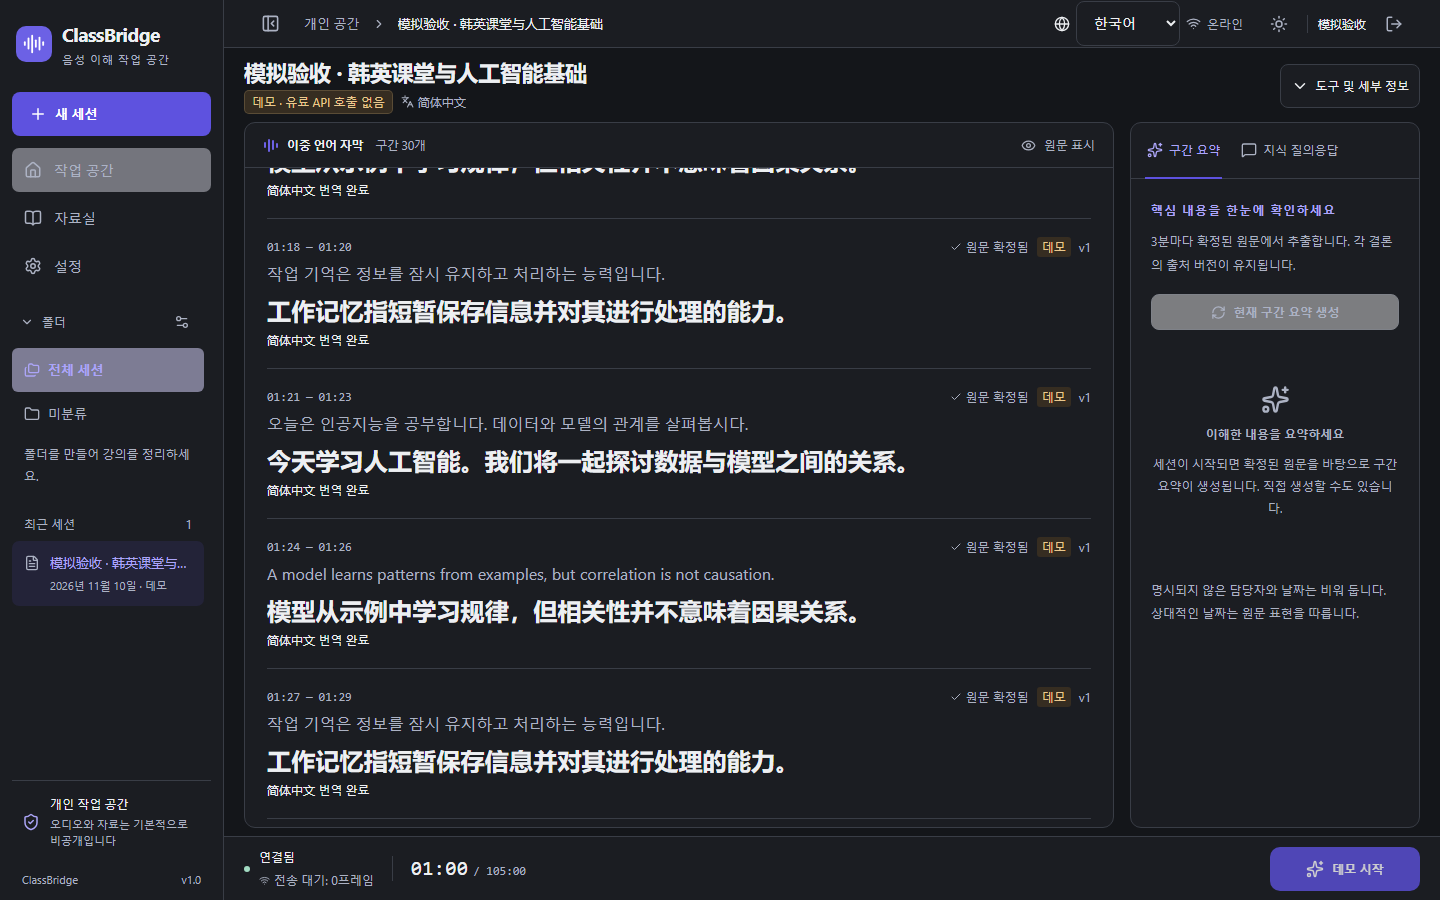 ClassBridge
음성 이해 작업 공간
새 세션
작업 공간
자료실
설정
폴더
전체 세션
미분류
폴더를 만들어 강의를 정리하세
요.
최근 세션 1
模拟验收 · 韩英课堂与...
2026년 11월 10일 · 데모
개인 작업 공간
오디오와 자료는 기본적으로
비공개입니다
ClassBridge v1.0
개인 공간 > 模拟验收 · 韩英课堂与人工智能基础
한국어 온라인 模拟验收
模拟验收 · 韩英课堂与人工智能基础
데모 · 유료 API 호출 없음 简体中文
도구 및 세부 정보
이중 언어 자막 구간 30개 원문 표시
模型从示例中学习规律，但相关性并不意味着因果关系。
简体中文 번역 완료
01:18 — 01:20 원문 확정됨 데모 v1
작업 기억은 정보를 잠시 유지하고 처리하는 능력입니다.
工作记忆指短暂保存信息并对其进行处理的能力。
简体中文 번역 완료
01:21 — 01:23 원문 확정됨 데모 v1
오늘은 인공지능을 공부합니다. 데이터와 모델의 관계를 살펴봅시다.
今天学习人工智能。我们将一起探讨数据与模型之间的关系。
简体中文 번역 완료
01:24 — 01:26 원문 확정됨 데모 v1
A model learns patterns from examples, but correlation is not causation.
模型从示例中学习规律，但相关性并不意味着因果关系。
简体中文 번역 완료
01:27 — 01:29 원문 확정됨 데모 v1
작업 기억은 정보를 잠시 유지하고 처리하는 능력입니다.
工作记忆指短暂保存信息并对其进行处理的能力。
简体中文 번역 완료
구간 요약 지식 질의응답
핵심 내용을 한눈에 확인하세요
3분마다 확정된 원문에서 추출합니다. 각 결론
의 출처 버전이 유지됩니다.
현재 구간 요약 생성
이해한 내용을 요약하세요
세션이 시작되면 확정된 원문을 바탕으로 구간
요약이 생성됩니다. 직접 생성할 수도 있습니
다.
명시되지 않은 담당자와 날짜는 비워 둡니다.
상대적인 날짜는 원문 표현을 따릅니다.
연결됨
전송 대기: 0프레임
01:00 / 105:00
데모 시작